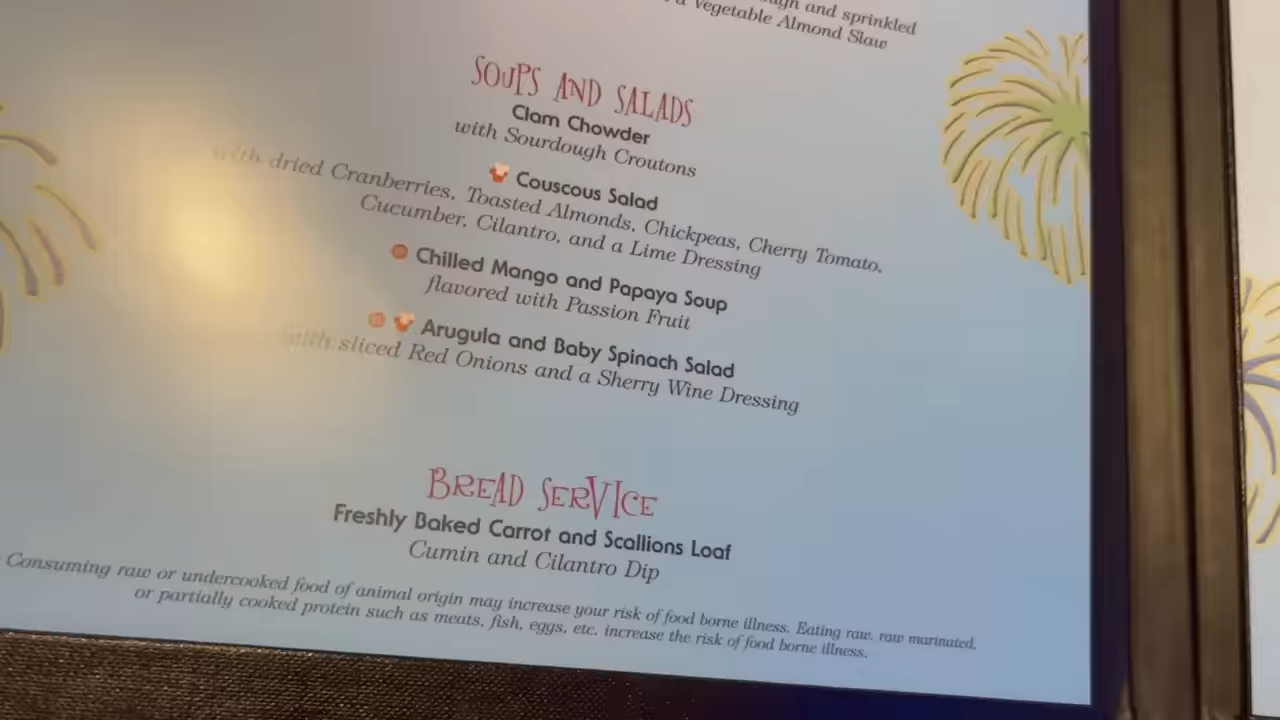 and sprinkled
Vegetable Almond Slaw
SOUPS AND SALADS
Clam Chowder
with Sourdough Croutons
Couscous Salad
with dried Cranberries, Toasted Almonds, Chickpeas, Cherry Tomato,
Cucumber, Cilantro, and a Lime Dressing
Chilled Mango and Papaya Soup
flavored with Passion Fruit
Arugula and Baby Spinach Salad
with sliced Red Onions and a Sherry Wine Dressing
BREAD SERVICE
Freshly Baked Carrot and Scallions Loaf
Cumin and Cilantro Dip
Consuming raw or undercooked food of animal origin may increase your risk of food borne illness. Eating raw, raw marinated,
or partially cooked protein such as meats, fish, eggs, etc. increase the risk of food borne illness.